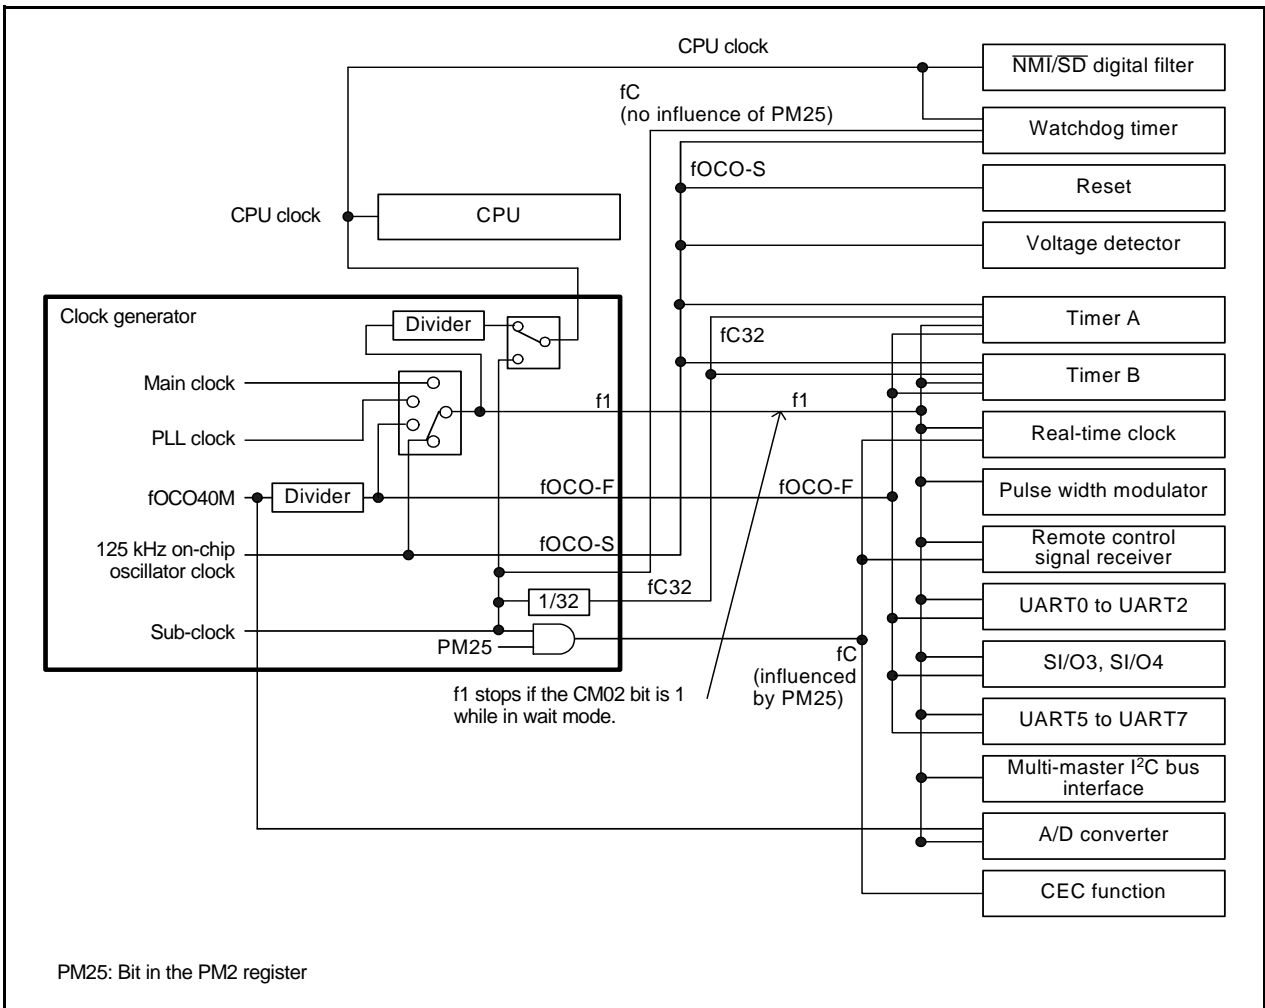 CPU clock
NMI/SD digital filter
fC
(no influence of PM25)
Watchdog timer
fOCO-S
Reset
CPU clock
CPU
Voltage detector
Clock generator
Divider
fC32
Timer A
Main clock
Timer B
f1
f1
PLL clock
Real-time clock
fOCO40M
Divider
fOCO-F
fOCO-F
Pulse width modulator
125 kHz on-chip
oscillator clock
fOCO-S
Remote control
signal receiver
1/32
fC32
UART0 to UART2
Sub-clock
PM25
fC
(influenced
by PM25)
SI/O3, SI/O4
f1 stops if the CM02 bit is 1
while in wait mode.
UART5 to UART7
Multi-master I²C bus
interface
A/D converter
CEC function
PM25: Bit in the PM2 register